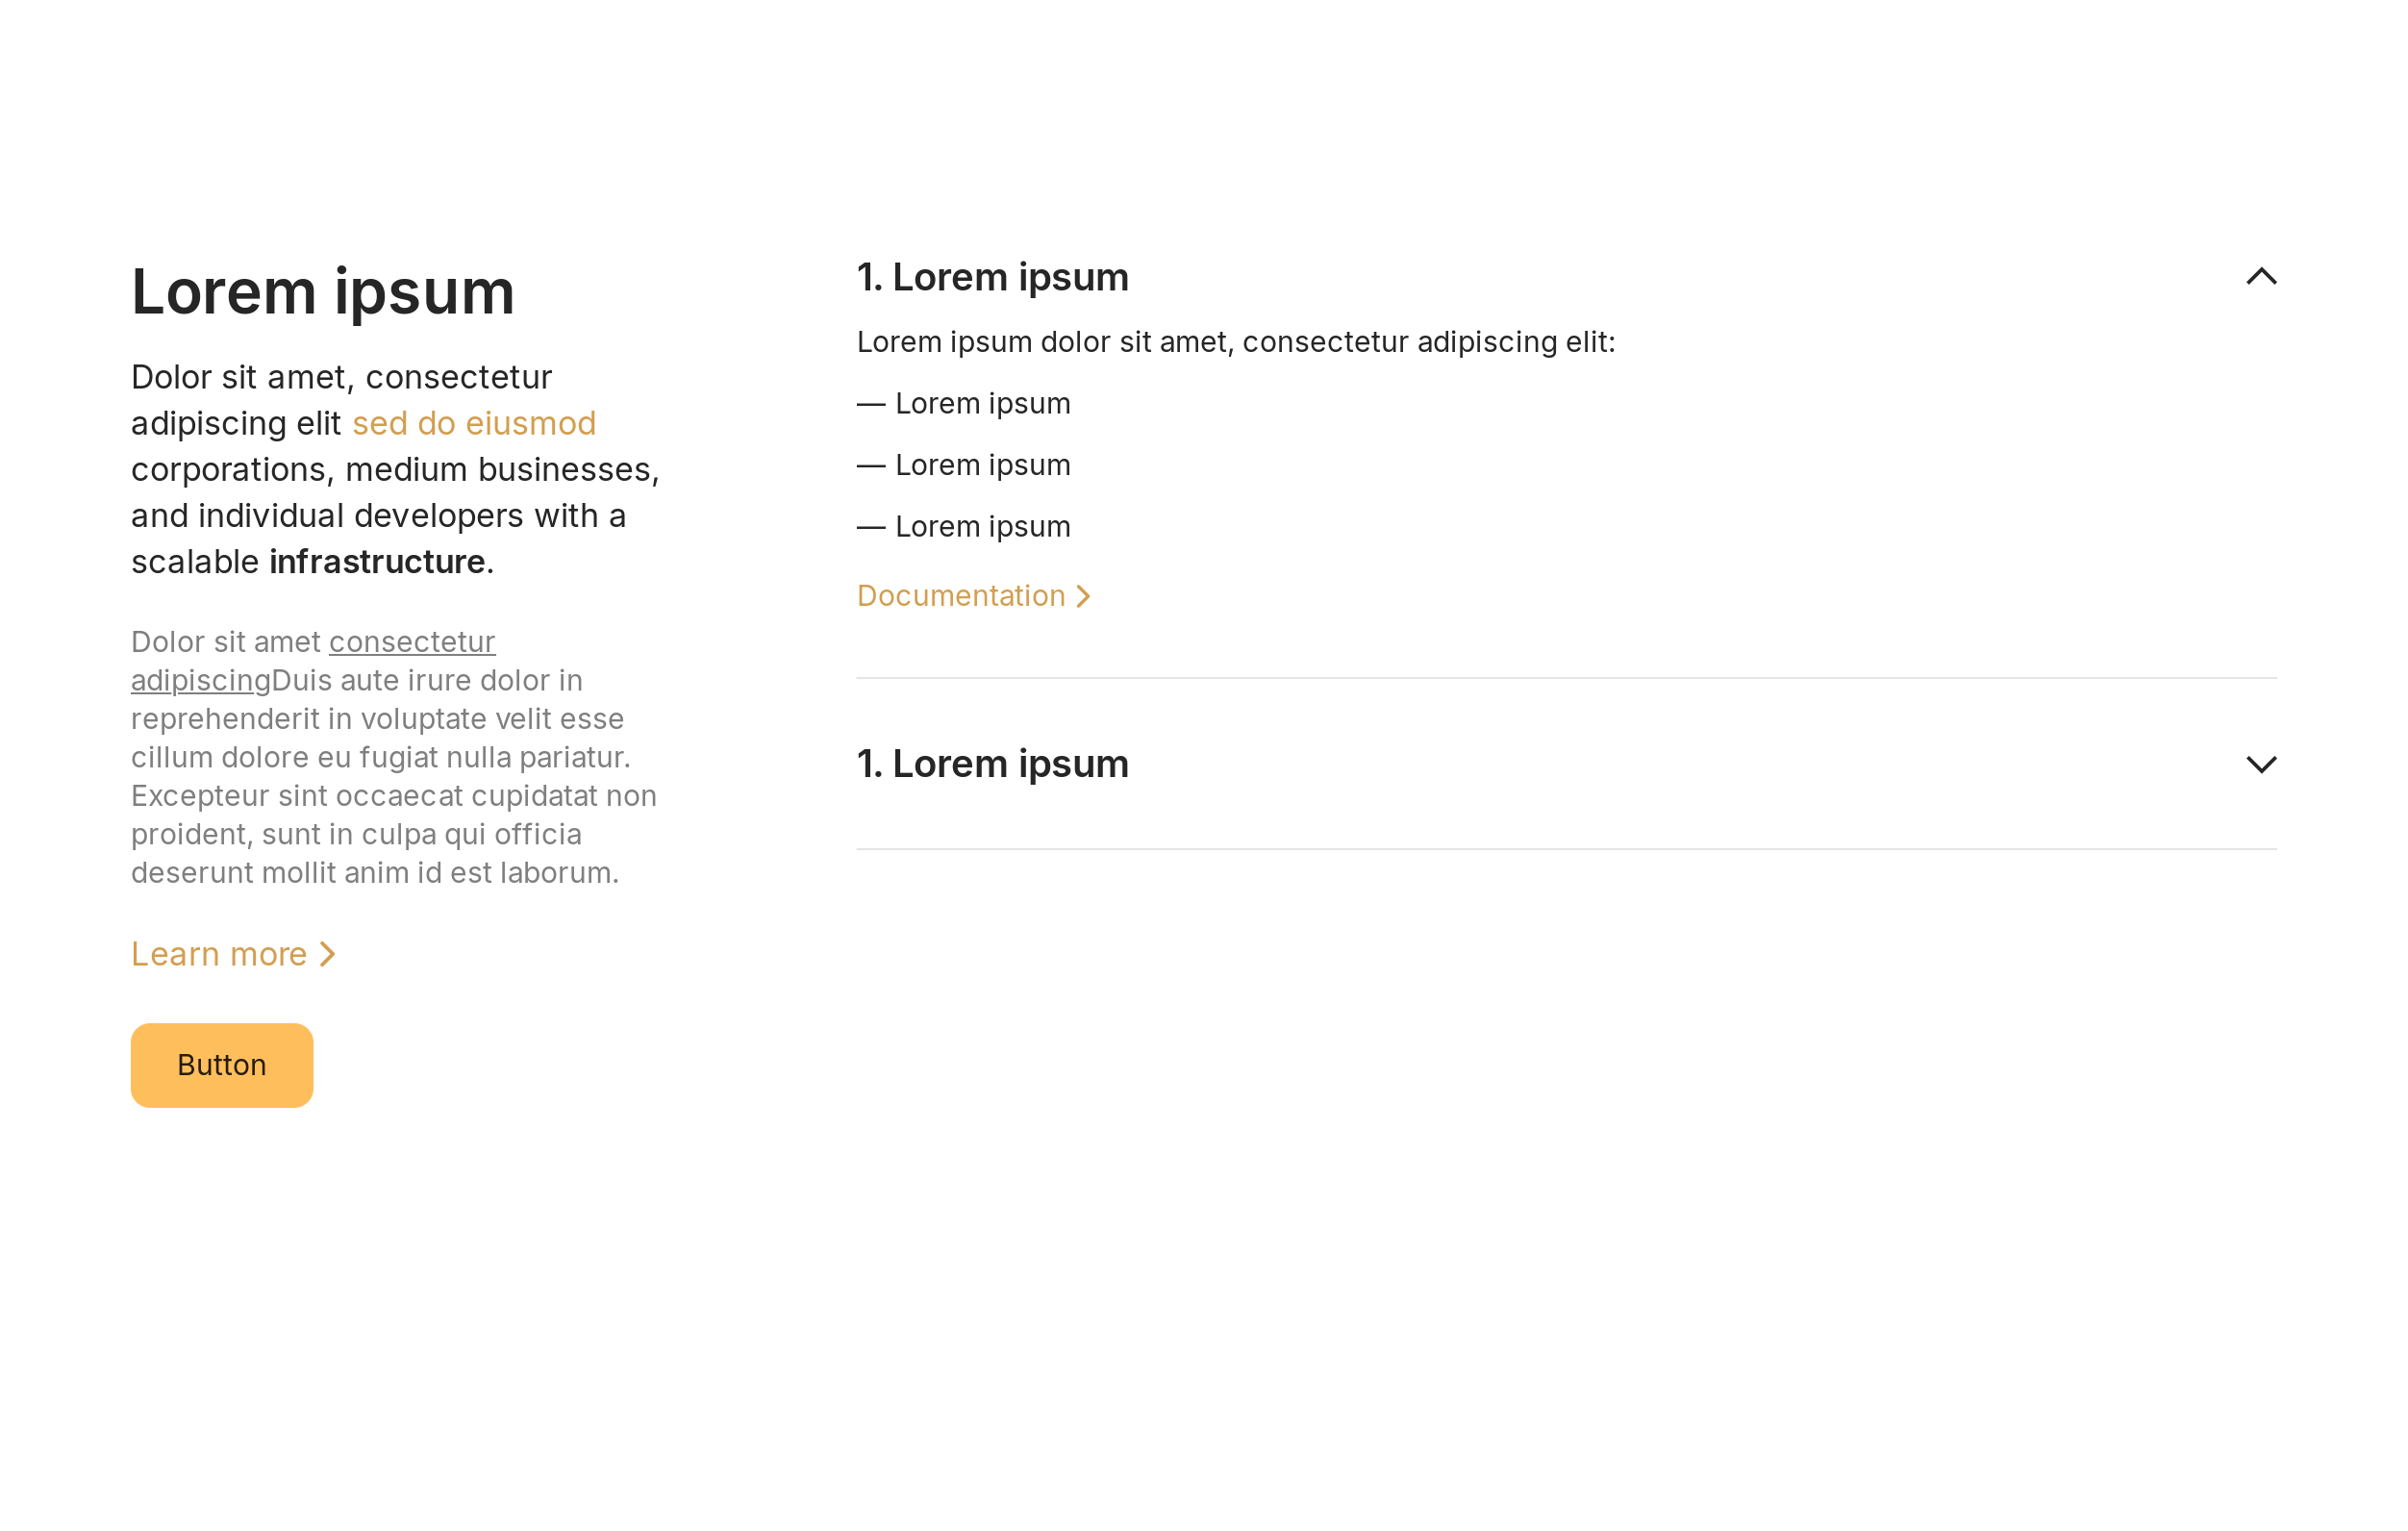 Lorem ipsum
Dolor sit amet, consectetur
adipiscing elit sed do eiusmod
corporations, medium businesses,
and individual developers with a
scalable infrastructure.
Dolor sit amet consectetur
adipiscingDuis aute irure dolor in
reprehenderit in voluptate velit esse
cillum dolore eu fugiat nulla pariatur.
Excepteur sint occaecat cupidatat non
proident, sunt in culpa qui officia
deserunt mollit anim id est laborum.
Learn more
Button
1. Lorem ipsum
Lorem ipsum dolor sit amet, consectetur adipiscing elit:
— Lorem ipsum
— Lorem ipsum
— Lorem ipsum
Documentation
1. Lorem ipsum